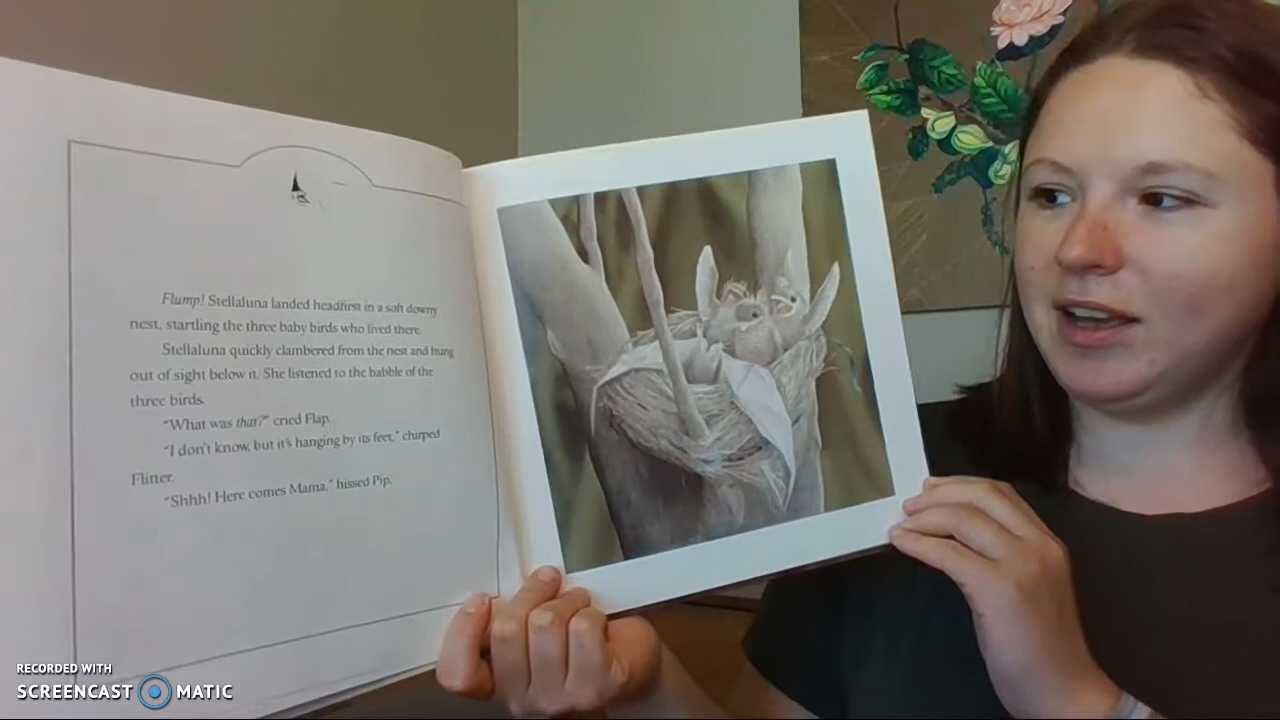 Flump! Stellaluna landed headfirst in a soft downy
nest, startling the three baby birds who lived there.
Stellaluna quickly clambered from the nest and hung
out of sight below it. She listened to the babble of the
three birds.
"What was that?" cried Flap.
"I don't know, but it's hanging by its feet," chirped
Flitter.
"Shhh! Here comes Mama," hissed Pip.
RECORDED WITH
SCREENCAST MATIC